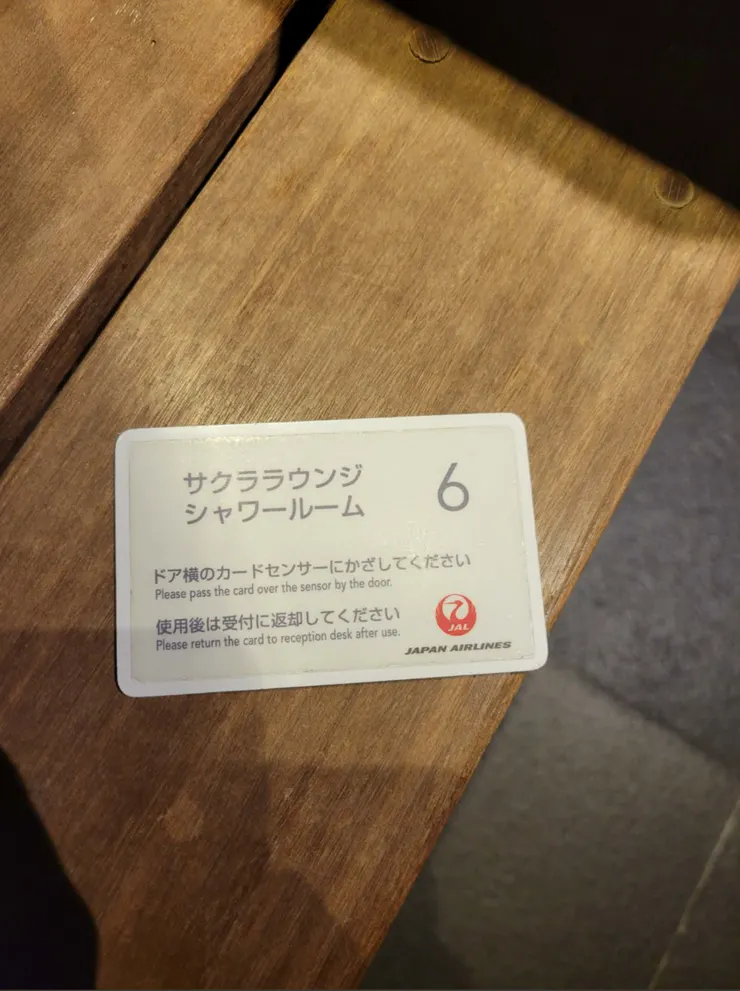 サクララウンジ
シャワールーム
6
ドア横のカードセンサーにかざしてください
Please pass the card over the sensor by the door.
使用後は受付に返却してください
Please return the card to reception desk after use.
JAL
JAPAN AIRLINES